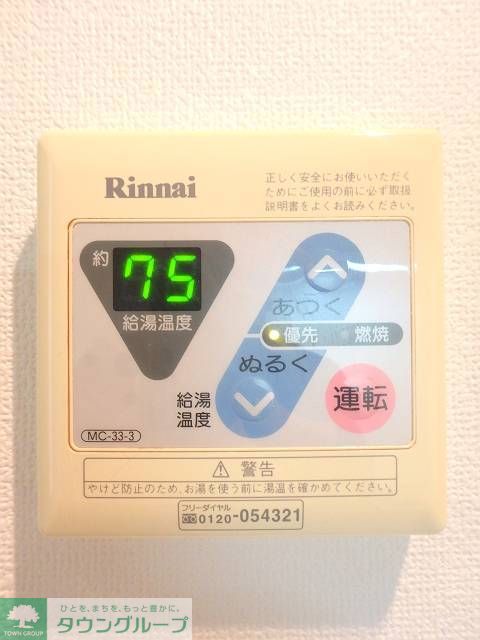 Rinnai
正しく安全にお使いいただく
ためにご使用の前に必ず取扱
説明書をよくお読みください。
約
75
給湯温度
あつく
優先
燃焼
ぬるく
給湯
温度
運転
MC-33-3
⚠ 警告
やけど防止のため、お湯を使う前に湯温を確かめてください。
フリーダイヤル
0120-054321
TOWN GROUP
ひとを、まちを、もっと豊かに。
タウングループ